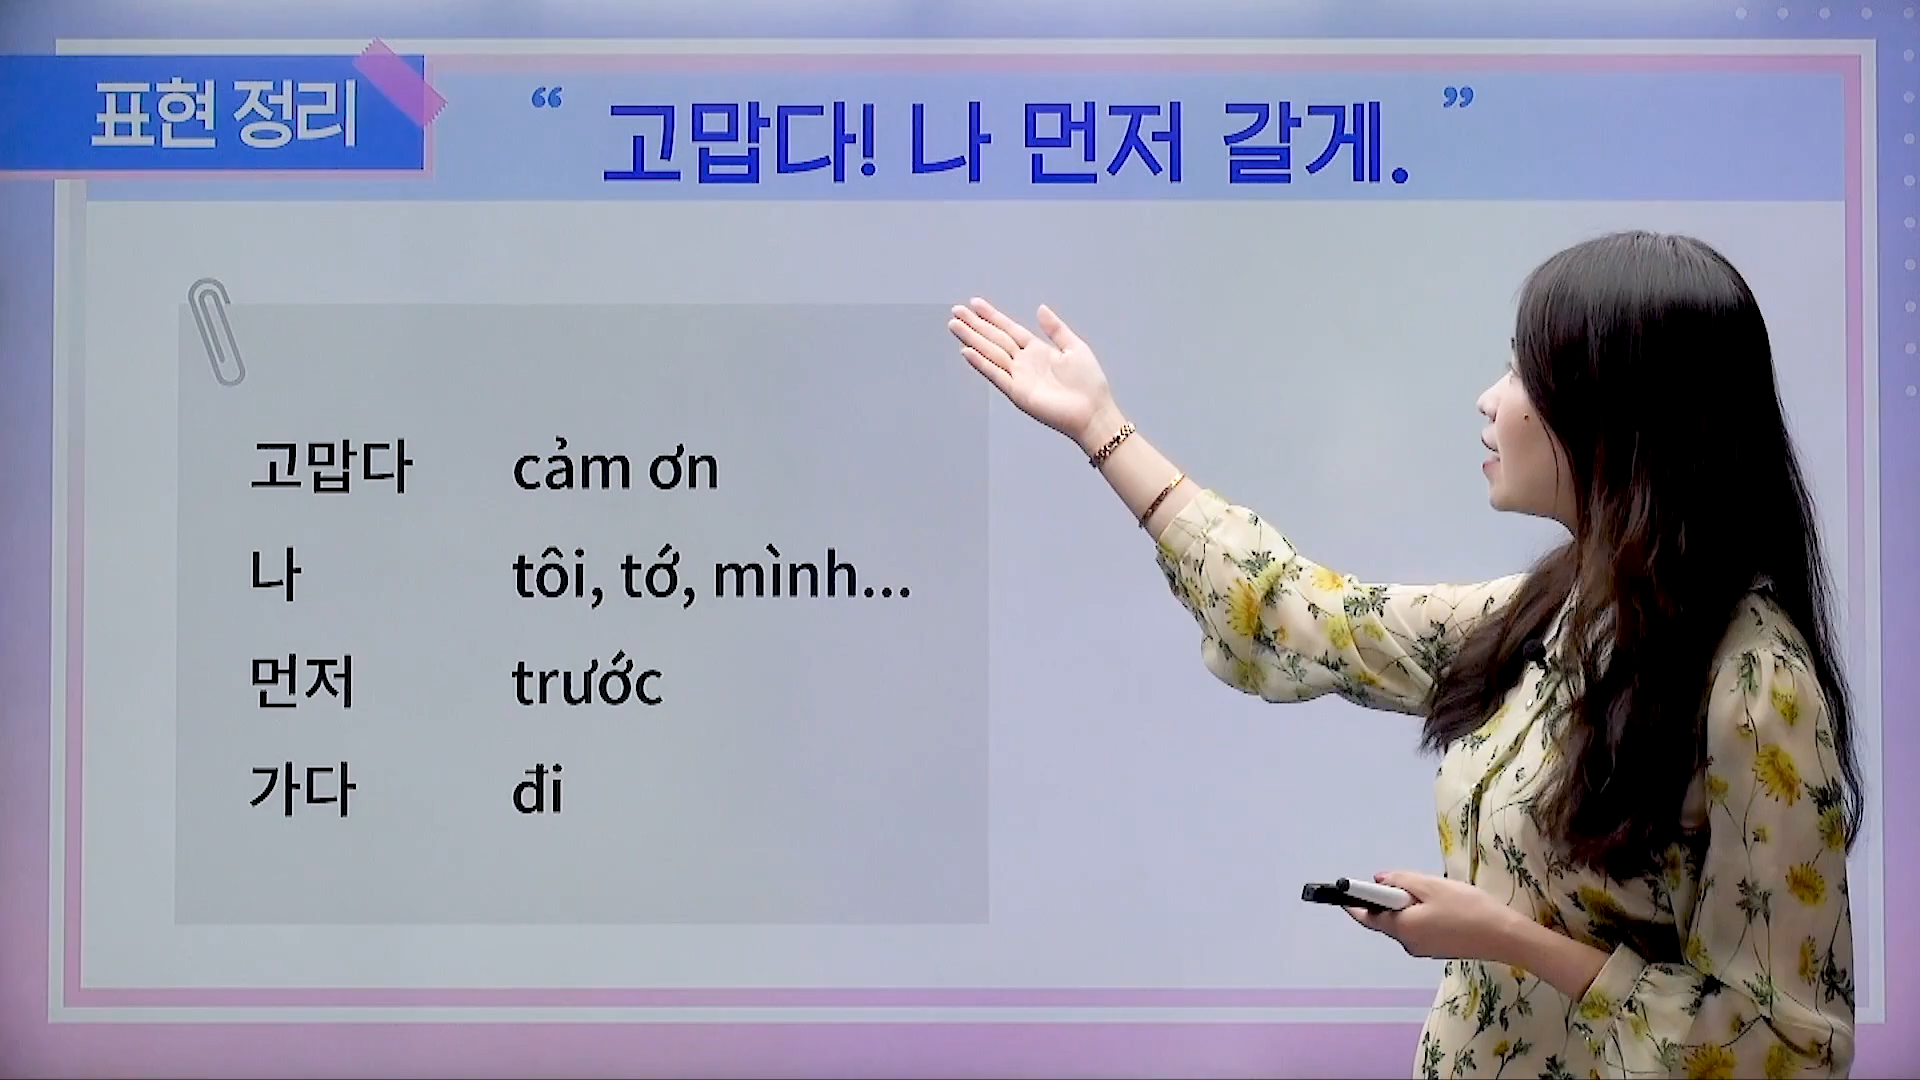 표현 정리
“ 고맙다! 나 먼저 갈게. ”
고맙다 cảm ơn
나 tôi, tớ, mình...
먼저 trước
가다 đi